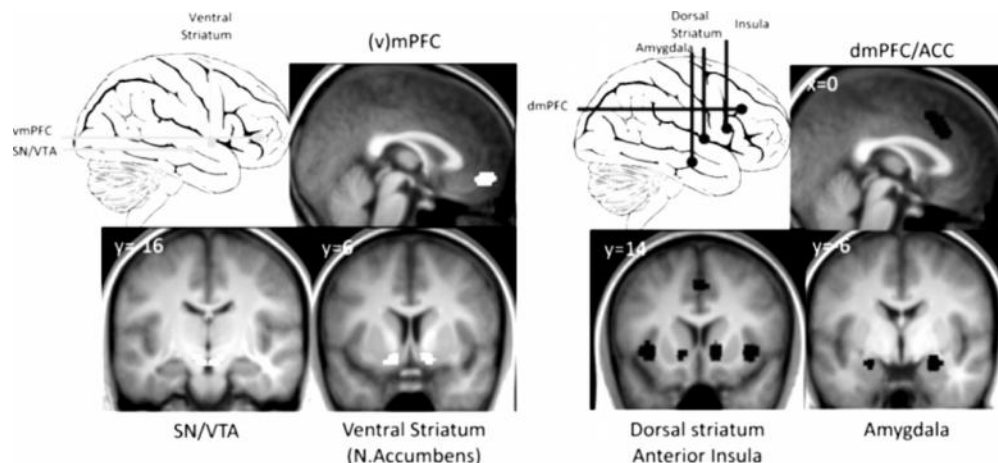 Ventral
Striatum
(v)mPFC
vmPFC
SN/VTA
y=-16
y=6
SN/VTA
Ventral Striatum
(N.Accumbens)
Dorsal
Striatum
Insula
Amygdala
dmPFC/ACC
dmPFC
x=0
y=14
y=-6
Dorsal striatum
Anterior Insula
Amygdala